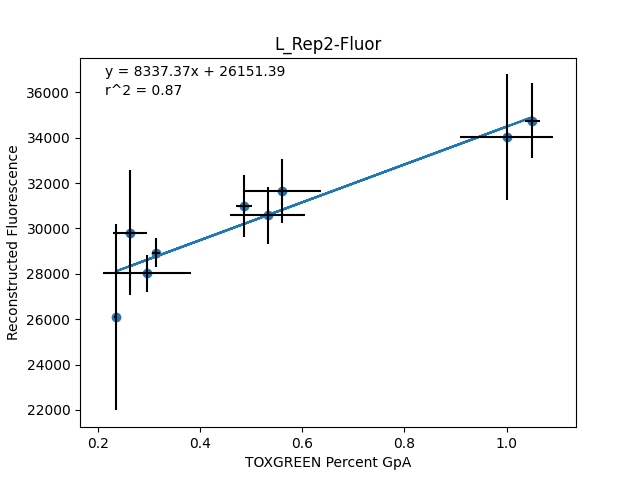 L_Rep2-Fluor
y = 8337.37x + 26151.39
r^2 = 0.87
36000
34000
32000
30000
28000
26000
24000
22000
Reconstructed Fluorescence
0.2 0.4 0.6 0.8 1.0
TOXGREEN Percent GpA